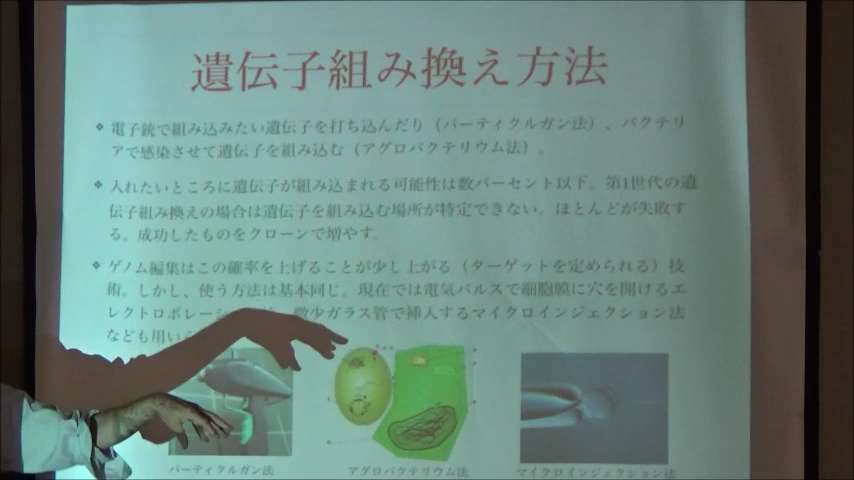 遺伝子組み換え方法
❖ 電子銃で組み込みたい遺伝子を打ち込んだり（パーティクルガン法）、バクテリ
アで感染させて遺伝子を組み込む（アグロバクテリウム法）。
❖ 入れたいところに遺伝子が組み込まれる可能性は数パーセント以下。第1世代の遺
伝子組み換えの場合は遺伝子を組み込む場所が特定できない。ほとんどが失敗す
る。成功したものをクローンで増やす。
❖ ゲノム編集はこの確率を上げることが少し上がる（ターゲットを定められる）技
術。しかし、使う方法は基本同じ。現在では電気パルスで細胞膜に穴を開けるエ
レクトロポレーシ 微少ガラス管で挿入するマイクロインジェクション法
なども用い
パーティクルガン法
アグロバクテリウム法
マイクロインジェクション法